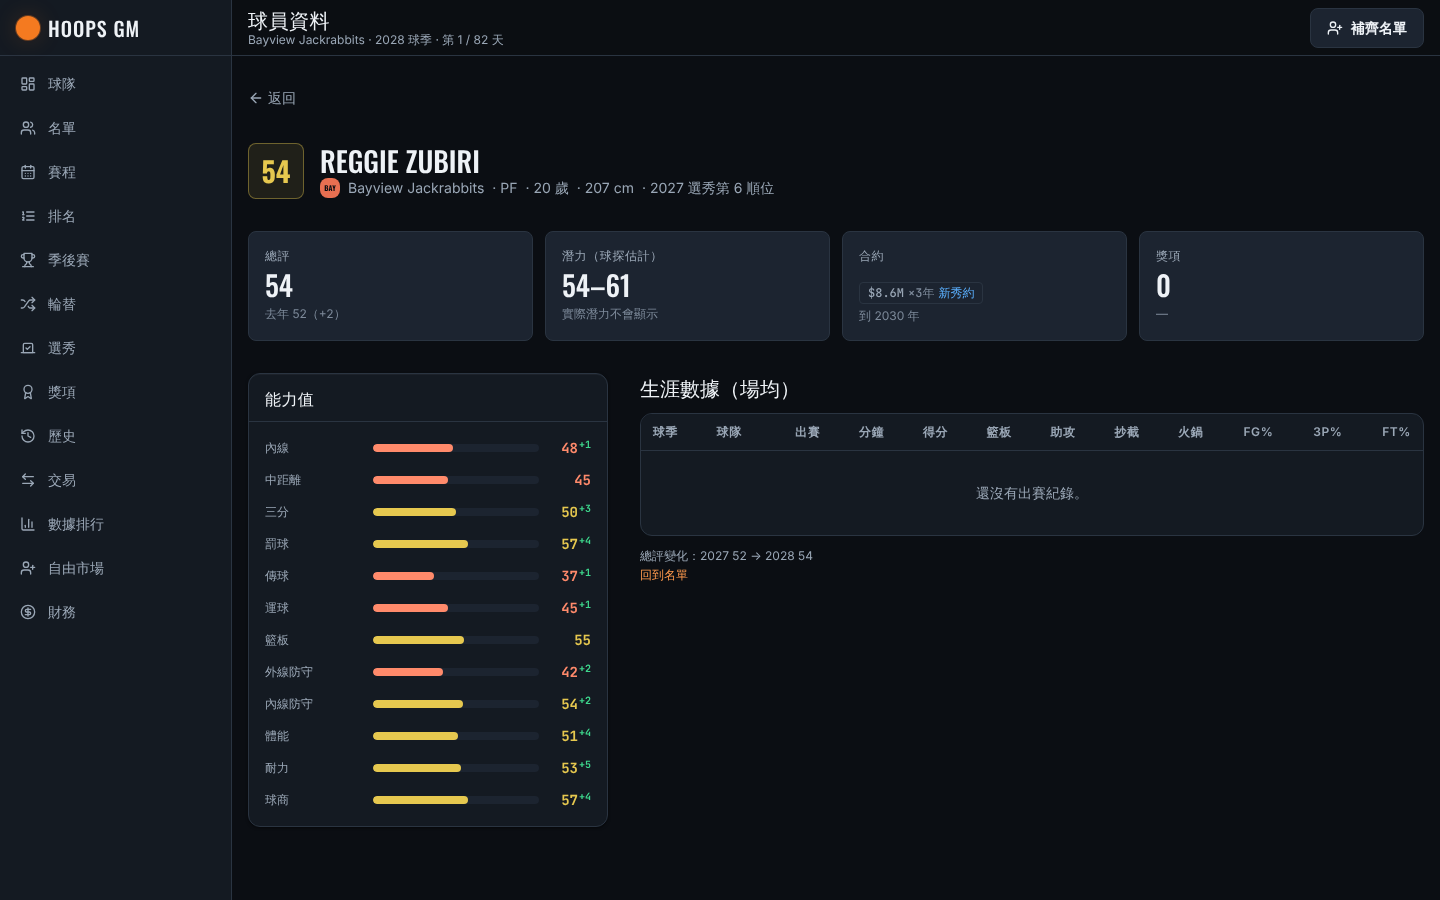 HOOPS GM
球隊
名單
賽程
排名
季後賽
輪替
選秀
獎項
歷史
交易
數據排行
自由市場
財務
球員資料
Bayview Jackrabbits · 2028 球季 · 第 1 / 82 天
補齊名單
返回
54
REGGIE ZUBIRI
BAY Bayview Jackrabbits · PF · 20 歲 · 207 cm · 2027 選秀第 6 順位
總評
54
去年 52（+2）
潛力（球探估計）
54–61
實際潛力不會顯示
合約
$8.6M ×3年 新秀約
到 2030 年
獎項
0
—
能力值
內線 48 +1
中距離 45
三分 50 +3
罰球 57 +4
傳球 37 +1
運球 45 +1
籃板 55
外線防守 42 +2
內線防守 54 +2
體能 51 +4
耐力 53 +5
球商 57 +4
生涯數據（場均）
球季 球隊 出賽 分鐘 得分 籃板 助攻 抄截 火鍋 FG% 3P% FT%
還沒有出賽紀錄。
總評變化：2027 52 → 2028 54
回到名單